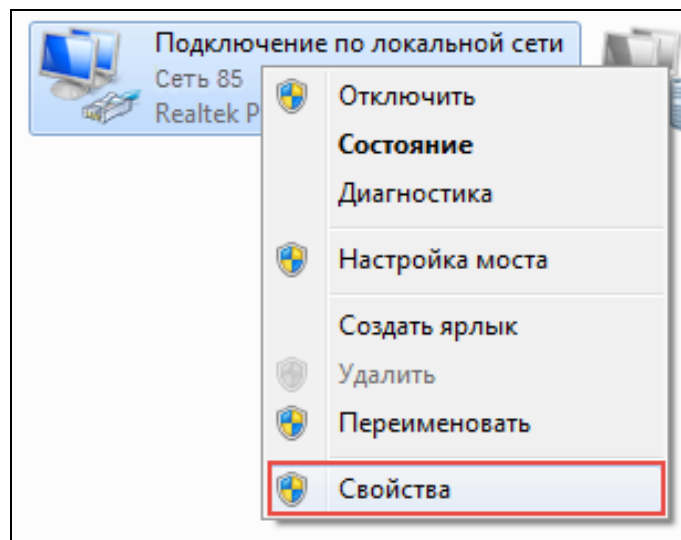 Подключение по локальной сети
Сеть 85
Realtek P
Отключить
Состояние
Диагностика
Настройка моста
Создать ярлык
Удалить
Переименовать
Свойства